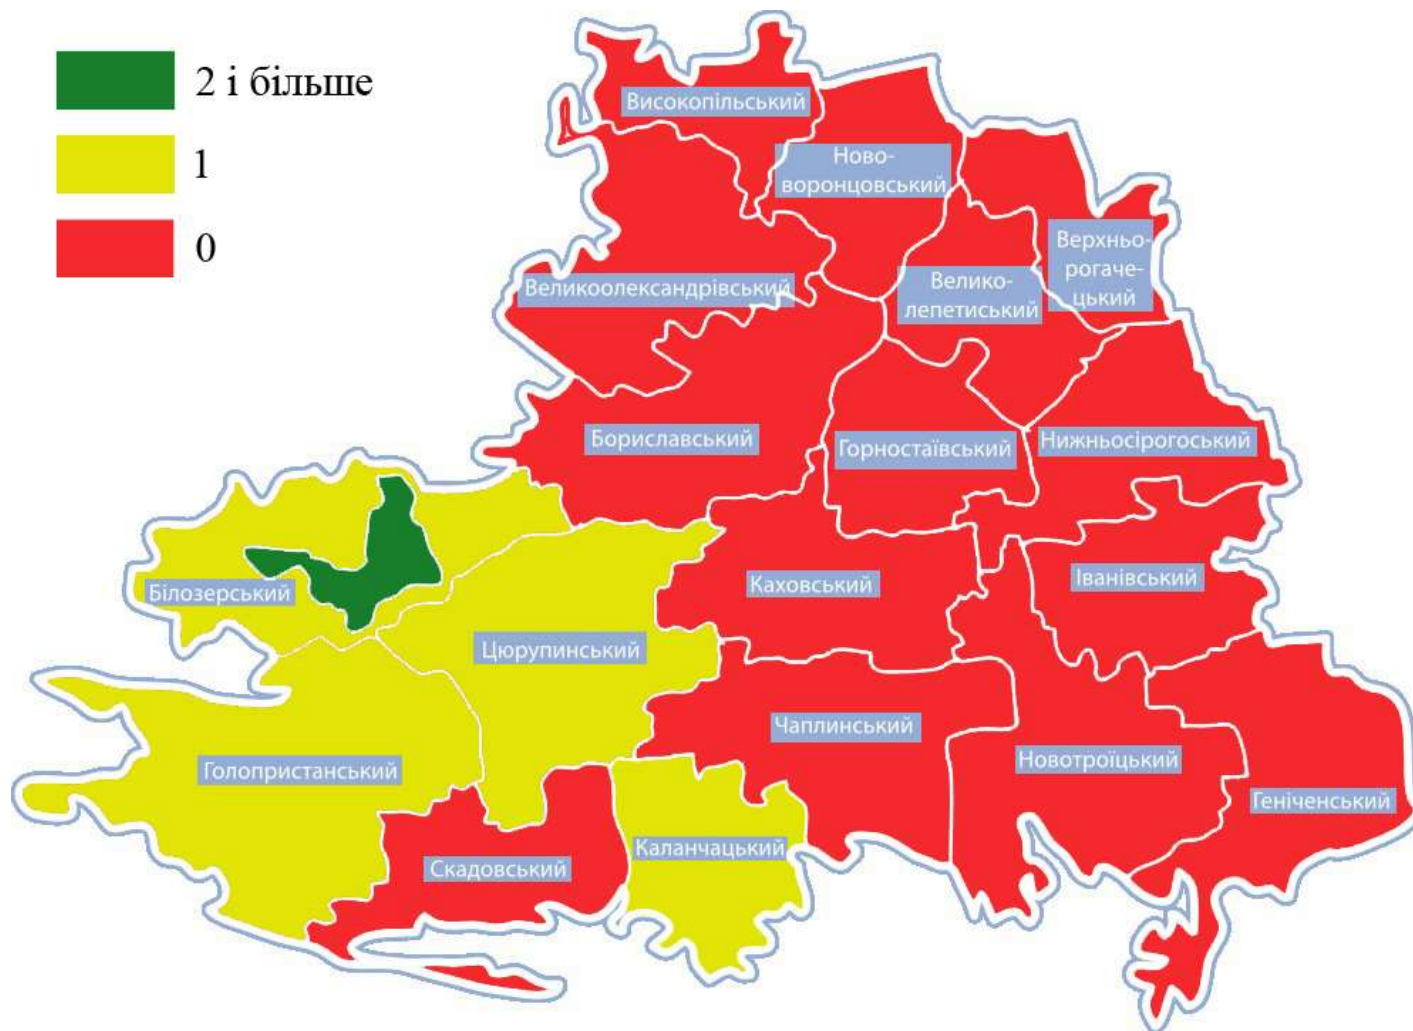 2 і більше
1
0
Високопільський
Ново-
воронцовський
Верхньо-
рогаче-
цький
Великоолександрівський
Велико-
лепетиський
Бориславський
Горностаївський
Нижньосірогоський
Білозерський
Каховський
Іванівський
Цюрупинський
Чаплинський
Голопристанський
Новотроїцький
Геніченський
Скадовський
Каланчацький